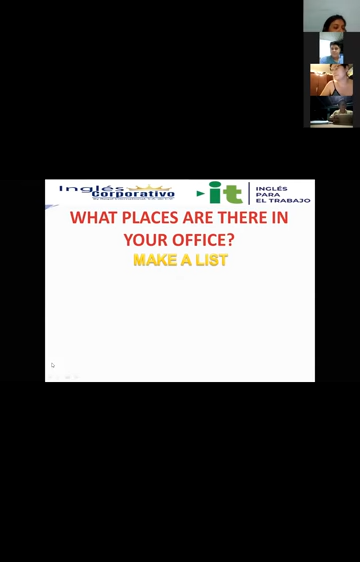 Inglés
Corporativo
it
INGLÉS
PARA
EL TRABAJO
WHAT PLACES ARE THERE IN
YOUR OFFICE?
MAKE A LIST